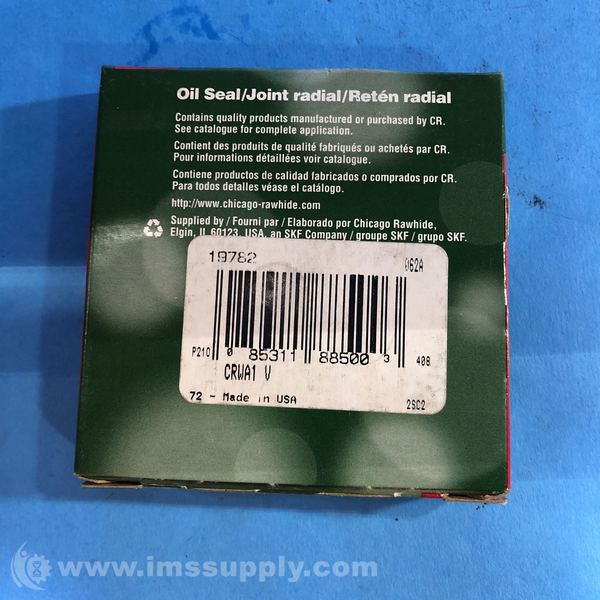 Oil Seal/Joint radial/Retén radial
Contains quality products manufactured or purchased by CR.
See catalogue for complete application.
Contient des produits de qualité fabriqués ou achetés par CR.
Pour informations détaillées voir catalogue.
Contiene productos de calidad fabricados o comprados por CR.
Para todos detalles véase el catálogo.
http://www.chicago-rawhide.com
Supplied by / Fourni par / Elaborado por Chicago Rawhide,
Elgin, IL 60123, USA, an SKF Company / groupe SKF / grupo SKF.
19782 062A
P210 0 85311 88500 3 408
CRWA1 V
72 - Made in USA 2SC2
www.imssupply.com